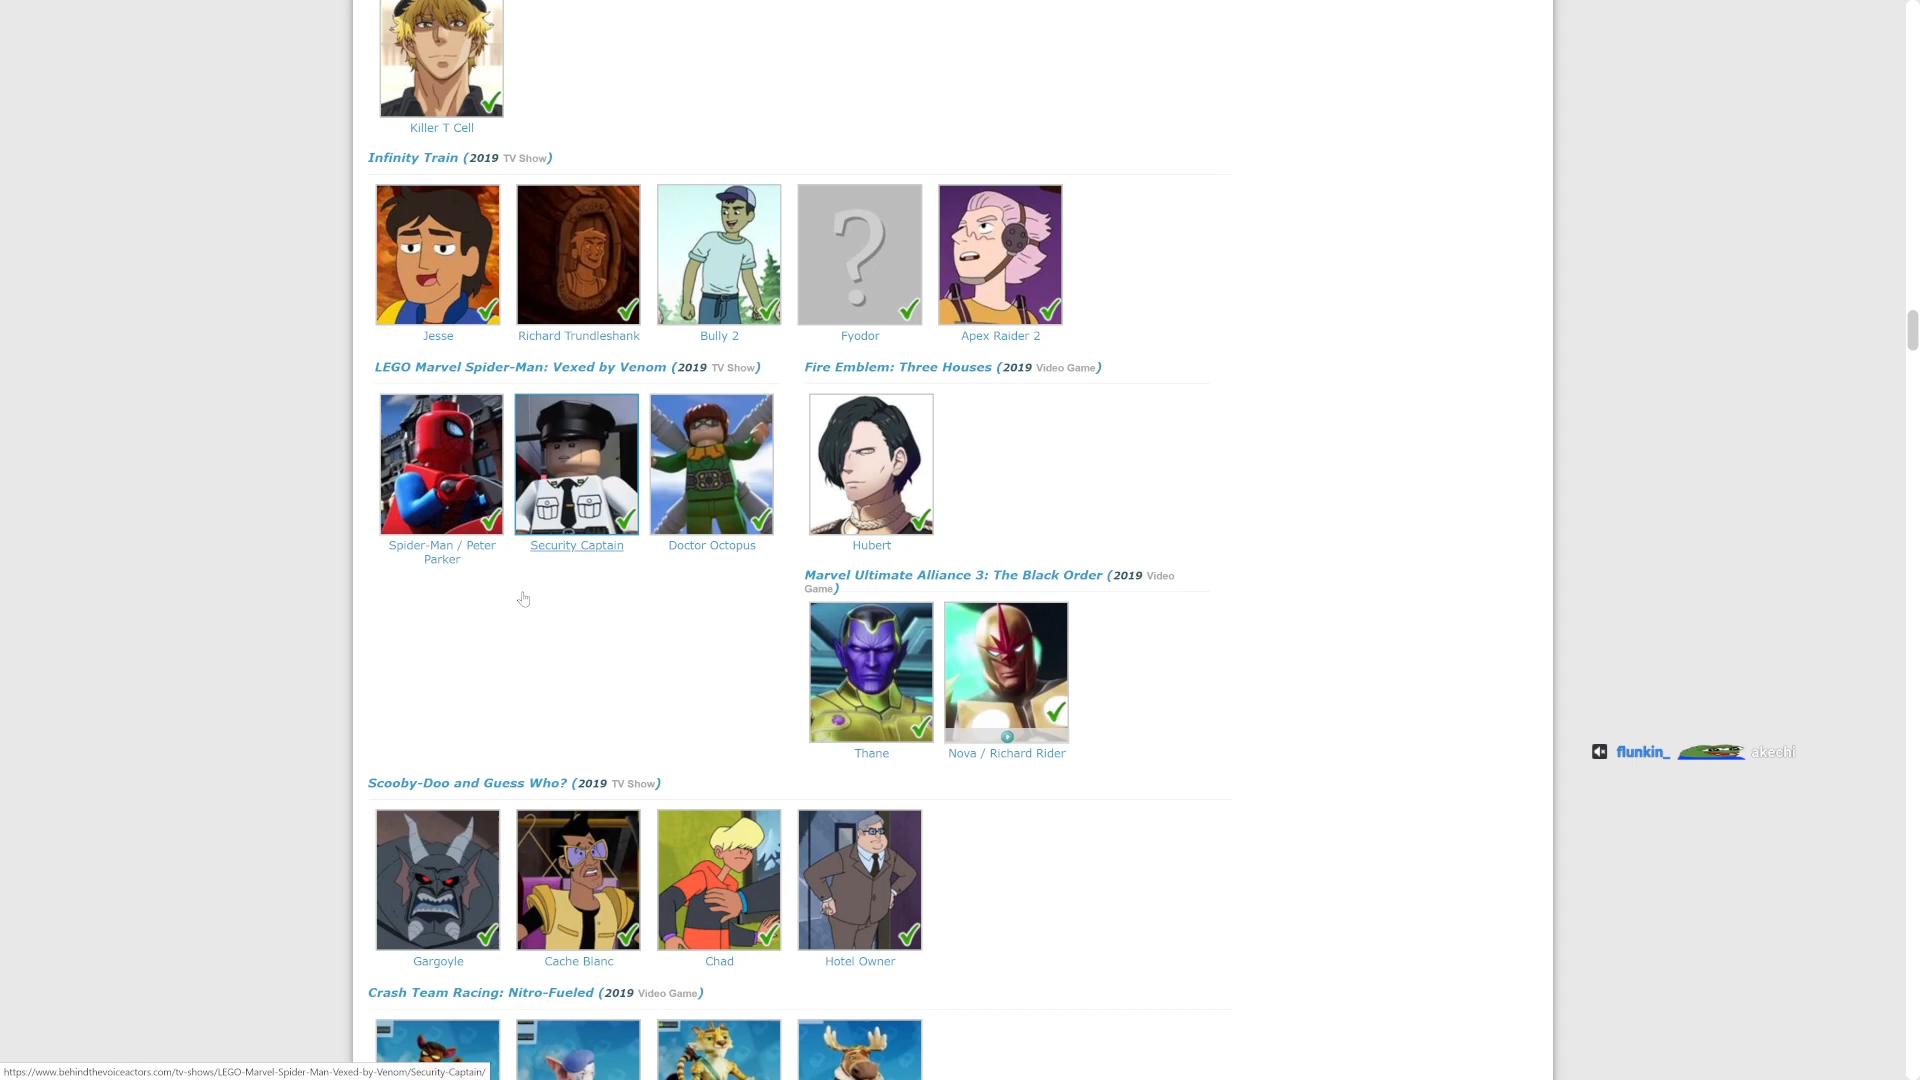 Killer T Cell
Infinity Train (2019 TV Show)
Jesse
Richard Trundleshank
Bully 2
Fyodor
Apex Raider 2
LEGO Marvel Spider-Man: Vexed by Venom (2019 TV Show)
Spider-Man / Peter
Parker
Security Captain
Doctor Octopus
Fire Emblem: Three Houses (2019 Video Game)
Hubert
Marvel Ultimate Alliance 3: The Black Order (2019 Video
Game)
Thane
Nova / Richard Rider
flunkin_ akechi
Scooby-Doo and Guess Who? (2019 TV Show)
Gargoyle
Cache Blanc
Chad
Hotel Owner
Crash Team Racing: Nitro-Fueled (2019 Video Game)
https://www.behindthevoiceactors.com/tv-shows/LEGO-Marvel-Spider-Man-Vexed-by-Venom/Security-Captain/